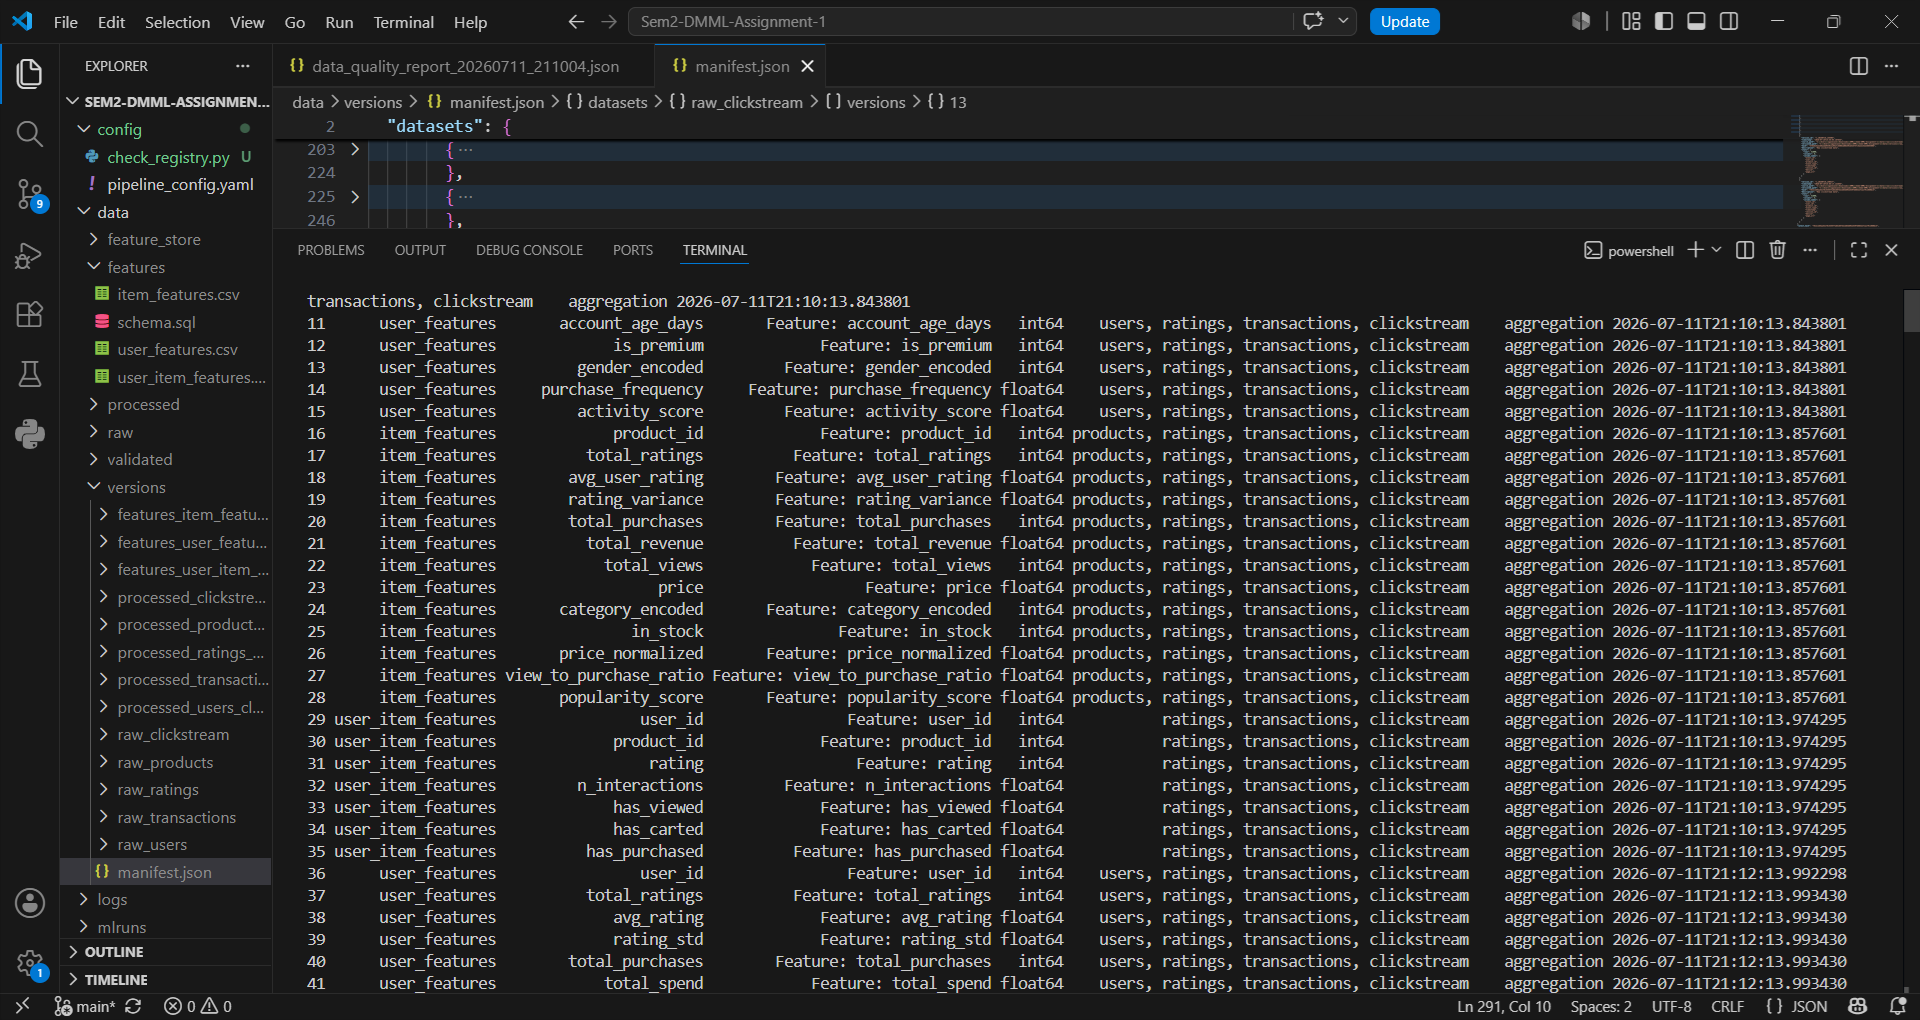 File Edit Selection View Go Run Terminal Help
Sem2-DMML-Assignment-1
Update
EXPLORER
SEM2-DMML-ASSIGNMEN...
config
check_registry.py U
pipeline_config.yaml
data
feature_store
features
item_features.csv
schema.sql
user_features.csv
user_item_features....
processed
raw
validated
versions
features_item_featu...
features_user_featu...
features_user_item_...
processed_clickstre...
processed_product...
processed_ratings_...
processed_transacti...
processed_users_cl...
raw_clickstream
raw_products
raw_ratings
raw_transactions
raw_users
manifest.json
logs
mlruns
OUTLINE
TIMELINE
9
1
data_quality_report_20260711_211004.json
manifest.json
data > versions > {} manifest.json > {} datasets > {} raw_clickstream > [] versions > {} 13
2 "datasets": {
203 { ...
224 },
225 { ...
246 },
PROBLEMS OUTPUT DEBUG CONSOLE PORTS TERMINAL
powershell
transactions, clickstream aggregation 2026-07-11T21:10:13.843801
11 user_features account_age_days Feature: account_age_days int64 users, ratings, transactions, clickstream aggregation 2026-07-11T21:10:13.843801
12 user_features is_premium Feature: is_premium int64 users, ratings, transactions, clickstream aggregation 2026-07-11T21:10:13.843801
13 user_features gender_encoded Feature: gender_encoded int64 users, ratings, transactions, clickstream aggregation 2026-07-11T21:10:13.843801
14 user_features purchase_frequency Feature: purchase_frequency float64 users, ratings, transactions, clickstream aggregation 2026-07-11T21:10:13.843801
15 user_features activity_score Feature: activity_score float64 users, ratings, transactions, clickstream aggregation 2026-07-11T21:10:13.843801
16 item_features product_id Feature: product_id int64 products, ratings, transactions, clickstream aggregation 2026-07-11T21:10:13.857601
17 item_features total_ratings Feature: total_ratings int64 products, ratings, transactions, clickstream aggregation 2026-07-11T21:10:13.857601
18 item_features avg_user_rating Feature: avg_user_rating float64 products, ratings, transactions, clickstream aggregation 2026-07-11T21:10:13.857601
19 item_features rating_variance Feature: rating_variance float64 products, ratings, transactions, clickstream aggregation 2026-07-11T21:10:13.857601
20 item_features total_purchases Feature: total_purchases int64 products, ratings, transactions, clickstream aggregation 2026-07-11T21:10:13.857601
21 item_features total_revenue Feature: total_revenue float64 products, ratings, transactions, clickstream aggregation 2026-07-11T21:10:13.857601
22 item_features total_views Feature: total_views int64 products, ratings, transactions, clickstream aggregation 2026-07-11T21:10:13.857601
23 item_features price Feature: price float64 products, ratings, transactions, clickstream aggregation 2026-07-11T21:10:13.857601
24 item_features category_encoded Feature: category_encoded int64 products, ratings, transactions, clickstream aggregation 2026-07-11T21:10:13.857601
25 item_features in_stock Feature: in_stock int64 products, ratings, transactions, clickstream aggregation 2026-07-11T21:10:13.857601
26 item_features price_normalized Feature: price_normalized float64 products, ratings, transactions, clickstream aggregation 2026-07-11T21:10:13.857601
27 item_features view_to_purchase_ratio Feature: view_to_purchase_ratio float64 products, ratings, transactions, clickstream aggregation 2026-07-11T21:10:13.857601
28 item_features popularity_score Feature: popularity_score float64 products, ratings, transactions, clickstream aggregation 2026-07-11T21:10:13.857601
29 user_item_features user_id Feature: user_id int64 ratings, transactions, clickstream aggregation 2026-07-11T21:10:13.974295
30 user_item_features product_id Feature: product_id int64 ratings, transactions, clickstream aggregation 2026-07-11T21:10:13.974295
31 user_item_features rating Feature: rating int64 ratings, transactions, clickstream aggregation 2026-07-11T21:10:13.974295
32 user_item_features n_interactions Feature: n_interactions float64 ratings, transactions, clickstream aggregation 2026-07-11T21:10:13.974295
33 user_item_features has_viewed Feature: has_viewed float64 ratings, transactions, clickstream aggregation 2026-07-11T21:10:13.974295
34 user_item_features has_carted Feature: has_carted float64 ratings, transactions, clickstream aggregation 2026-07-11T21:10:13.974295
35 user_item_features has_purchased Feature: has_purchased float64 ratings, transactions, clickstream aggregation 2026-07-11T21:10:13.974295
36 user_features user_id Feature: user_id int64 users, ratings, transactions, clickstream aggregation 2026-07-11T21:12:13.992298
37 user_features total_ratings Feature: total_ratings int64 users, ratings, transactions, clickstream aggregation 2026-07-11T21:12:13.993430
38 user_features avg_rating Feature: avg_rating float64 users, ratings, transactions, clickstream aggregation 2026-07-11T21:12:13.993430
39 user_features rating_std Feature: rating_std float64 users, ratings, transactions, clickstream aggregation 2026-07-11T21:12:13.993430
40 user_features total_purchases Feature: total_purchases int64 users, ratings, transactions, clickstream aggregation 2026-07-11T21:12:13.993430
41 user_features total_spend Feature: total_spend float64 users, ratings, transactions, clickstream aggregation 2026-07-11T21:12:13.993430
main* 0 0 Ln 291, Col 10 Spaces: 2 UTF-8 CRLF {} JSON